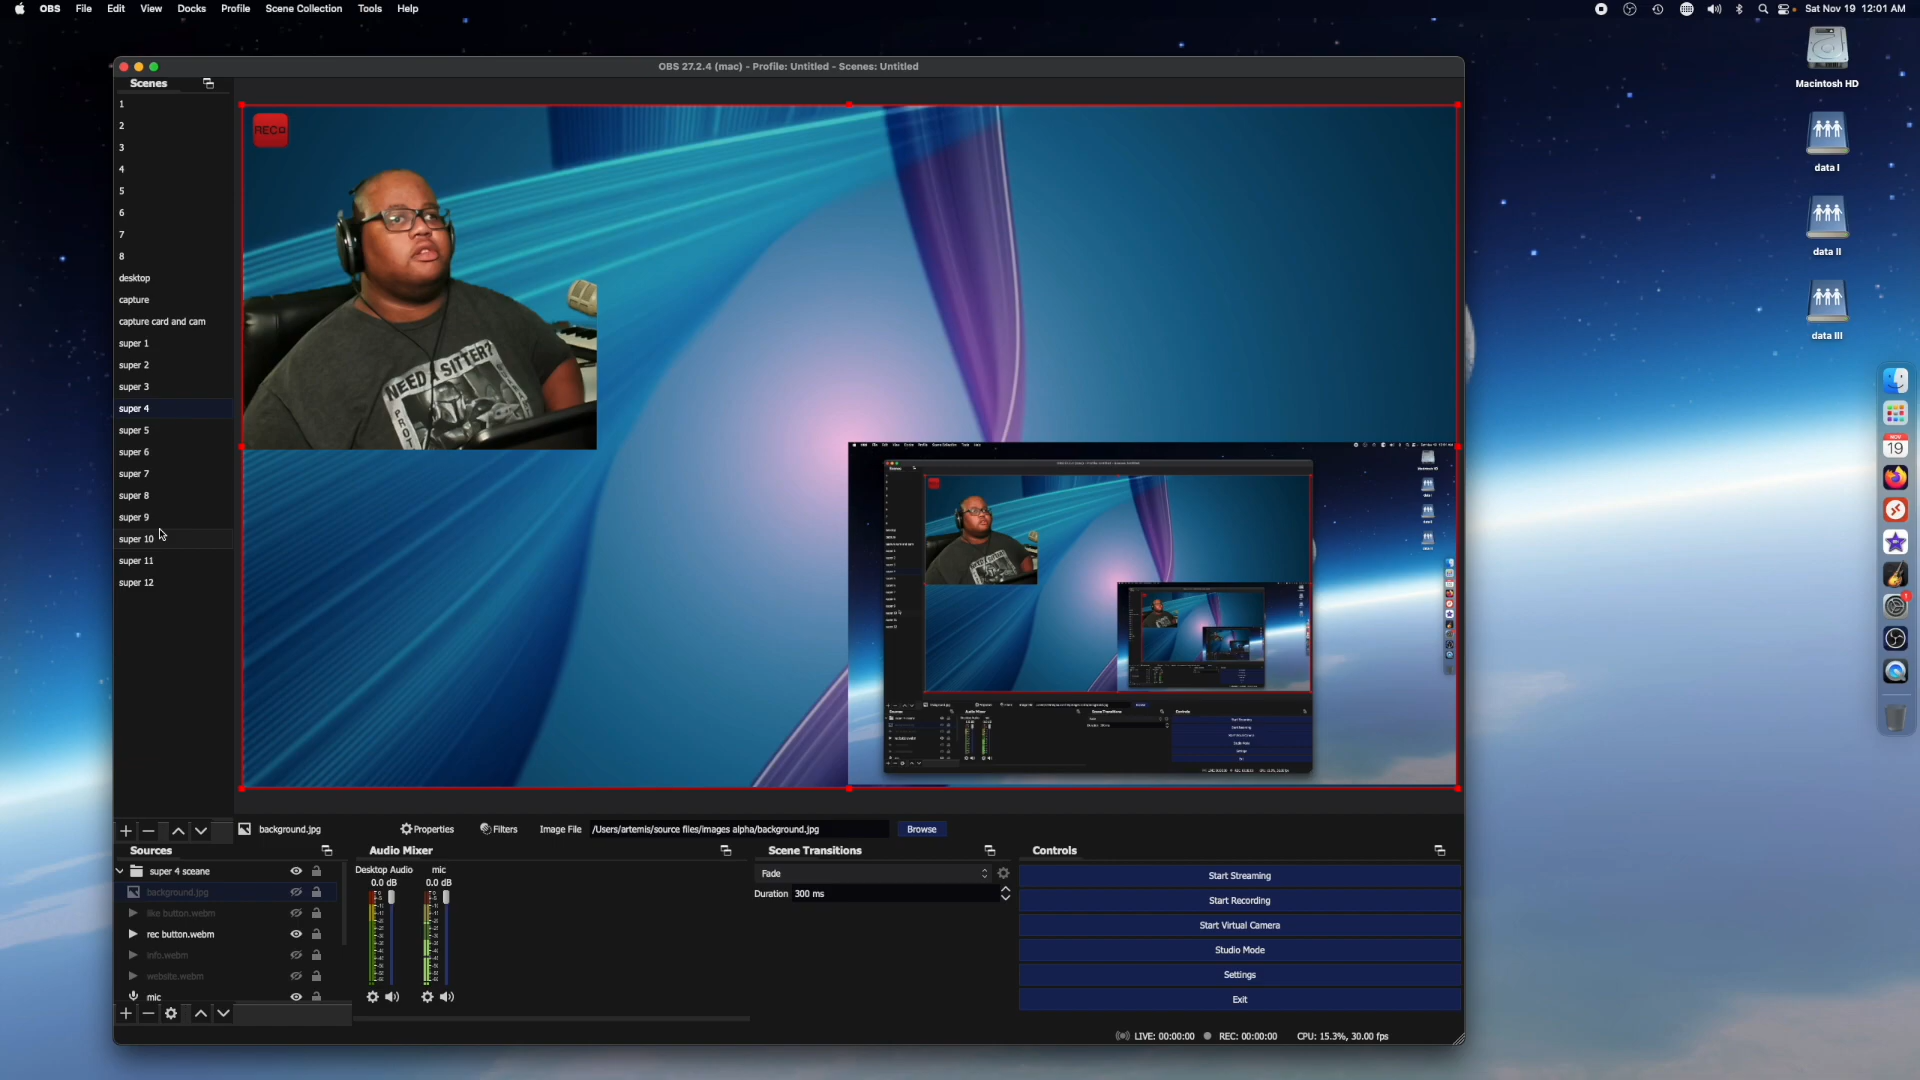 OBS File Edit View Docks Profile Scene Collection Tools Help
Sat Nov 19 12:01 AM
OBS 27.2.4 (mac) - Profile: Untitled - Scenes: Untitled
Macintosh HD
data I
data II
data III
NOV
19
1
Scenes
1
2
3
4
5
6
7
8
desktop
capture
capture card and cam
super 1
super 2
super 3
super 4
super 5
super 6
super 7
super 8
super 9
super 10
super 11
super 12
REC
NEED A SITTER?
background.jpg Properties Filters Image File /Users/artemis/source files/images alpha/background.jpg Browse
Sources
super 4 sceane
background.jpg
like button.webm
rec button.webm
info.webm
website.webm
mic
Audio Mixer
Desktop Audio mic
0.0 dB 0.0 dB
Scene Transitions
Fade
Duration 300 ms
Controls
Start Streaming
Start Recording
Start Virtual Camera
Studio Mode
Settings
Exit
LIVE: 00:00:00 REC: 00:00:00 CPU: 15.3%, 30.00 fps